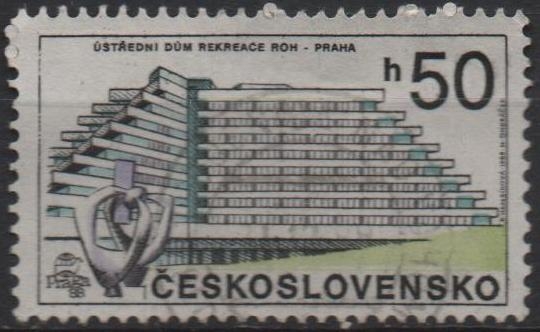 ÚSTŘEDNÍ DŮM REKREACE ROH - PRAHA
h 50
Praga
88
ČESKOSLOVENSKO